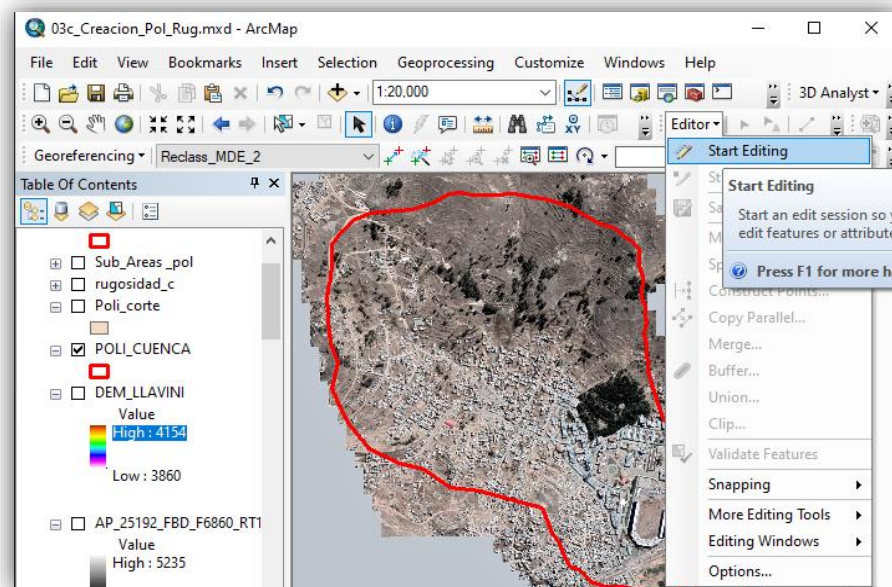 03c_Creacion_Pol_Rug.mxd - ArcMap
File Edit View Bookmarks Insert Selection Geoprocessing Customize Windows Help
1:20,000
3D Analyst
Editor
Georeferencing Reclass_MDE_2
Table Of Contents
Sub_Areas _pol
rugosidad_c
Poli_corte
POLI_CUENCA
DEM_LLAVINI
Value
High : 4154
Low : 3860
AP_25192_FBD_F6860_RT1
Value
High : 5235
Start Editing
St
Sa
M
Sp
Start Editing
Start an edit session so y
edit features or attribute
Press F1 for more h
Construct Points...
Copy Parallel...
Merge...
Buffer...
Union...
Clip...
Validate Features
Snapping
More Editing Tools
Editing Windows
Options...